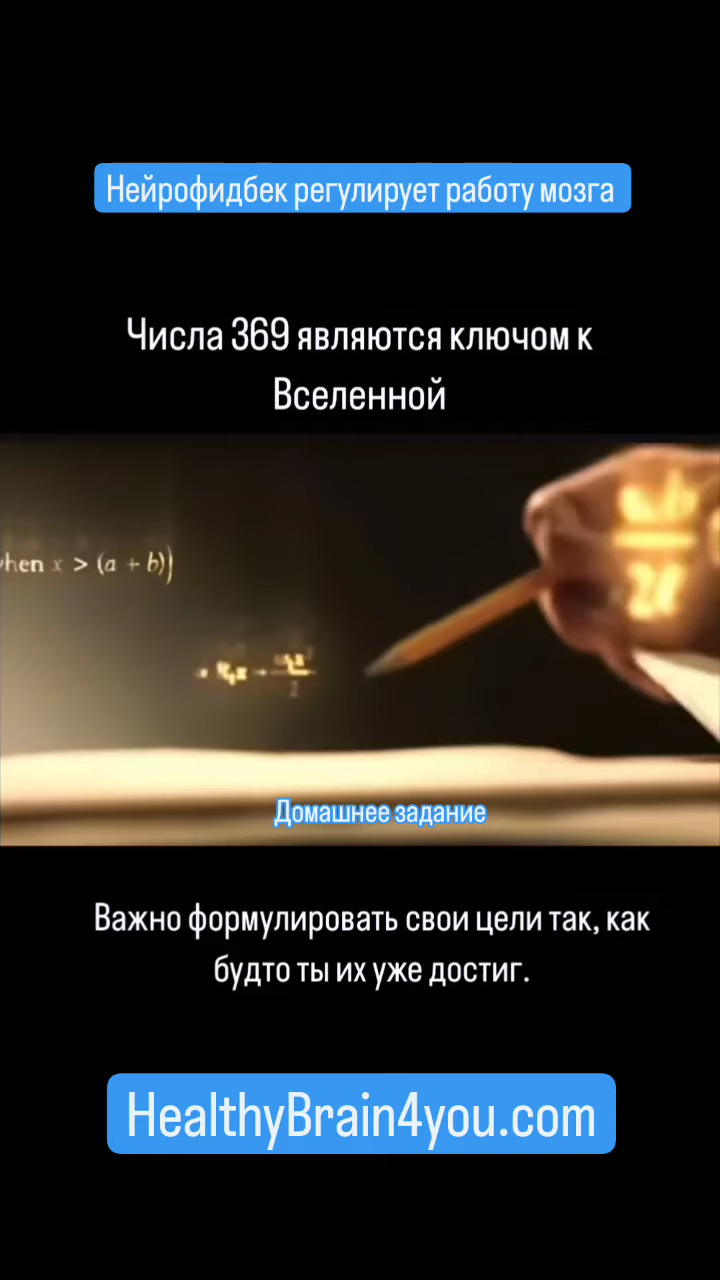 Нейрофидбек регулирует работу мозга
Числа 369 являются ключом к
Вселенной
when x > (a + b))
Домашнее задание
Важно формулировать свои цели так, как
будто ты их уже достиг.
HealthyBrain4you.com